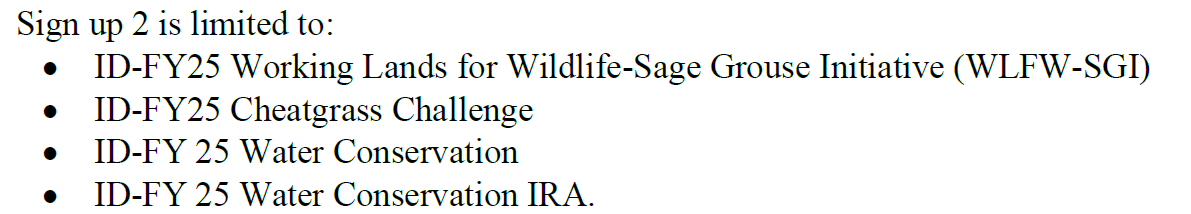 Sign up 2 is limited to:
• ID-FY25 Working Lands for Wildlife-Sage Grouse Initiative (WLFW-SGI)
• ID-FY25 Cheatgrass Challenge
• ID-FY 25 Water Conservation
• ID-FY 25 Water Conservation IRA.